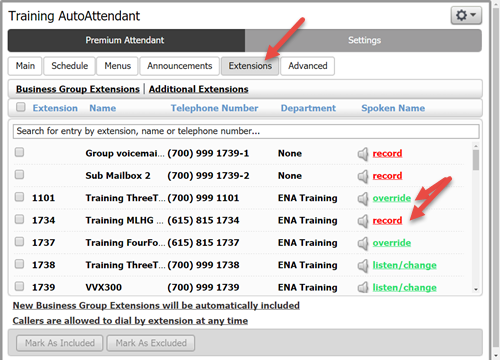 Training AutoAttendant
Premium Attendant Settings
Main Schedule Menus Announcements Extensions Advanced
Business Group Extensions | Additional Extensions
Extension Name Telephone Number Department Spoken Name
Search for entry by extension, name or telephone number...
Group voicemai... (700) 999 1739-1 None record
Sub Mailbox 2 (700) 999 1739-2 None record
1101 Training ThreeT... (700) 999 1101 ENA Training override
1734 Training MLHG ... (615) 815 1734 ENA Training record
1737 Training FourFo... (615) 815 1737 ENA Training override
1738 Training ThreeT... (700) 999 1738 ENA Training listen/change
1739 VVX300 (700) 999 1739 ENA Training listen/change
New Business Group Extensions will be automatically included
Callers are allowed to dial by extension at any time
Mark As Included Mark As Excluded